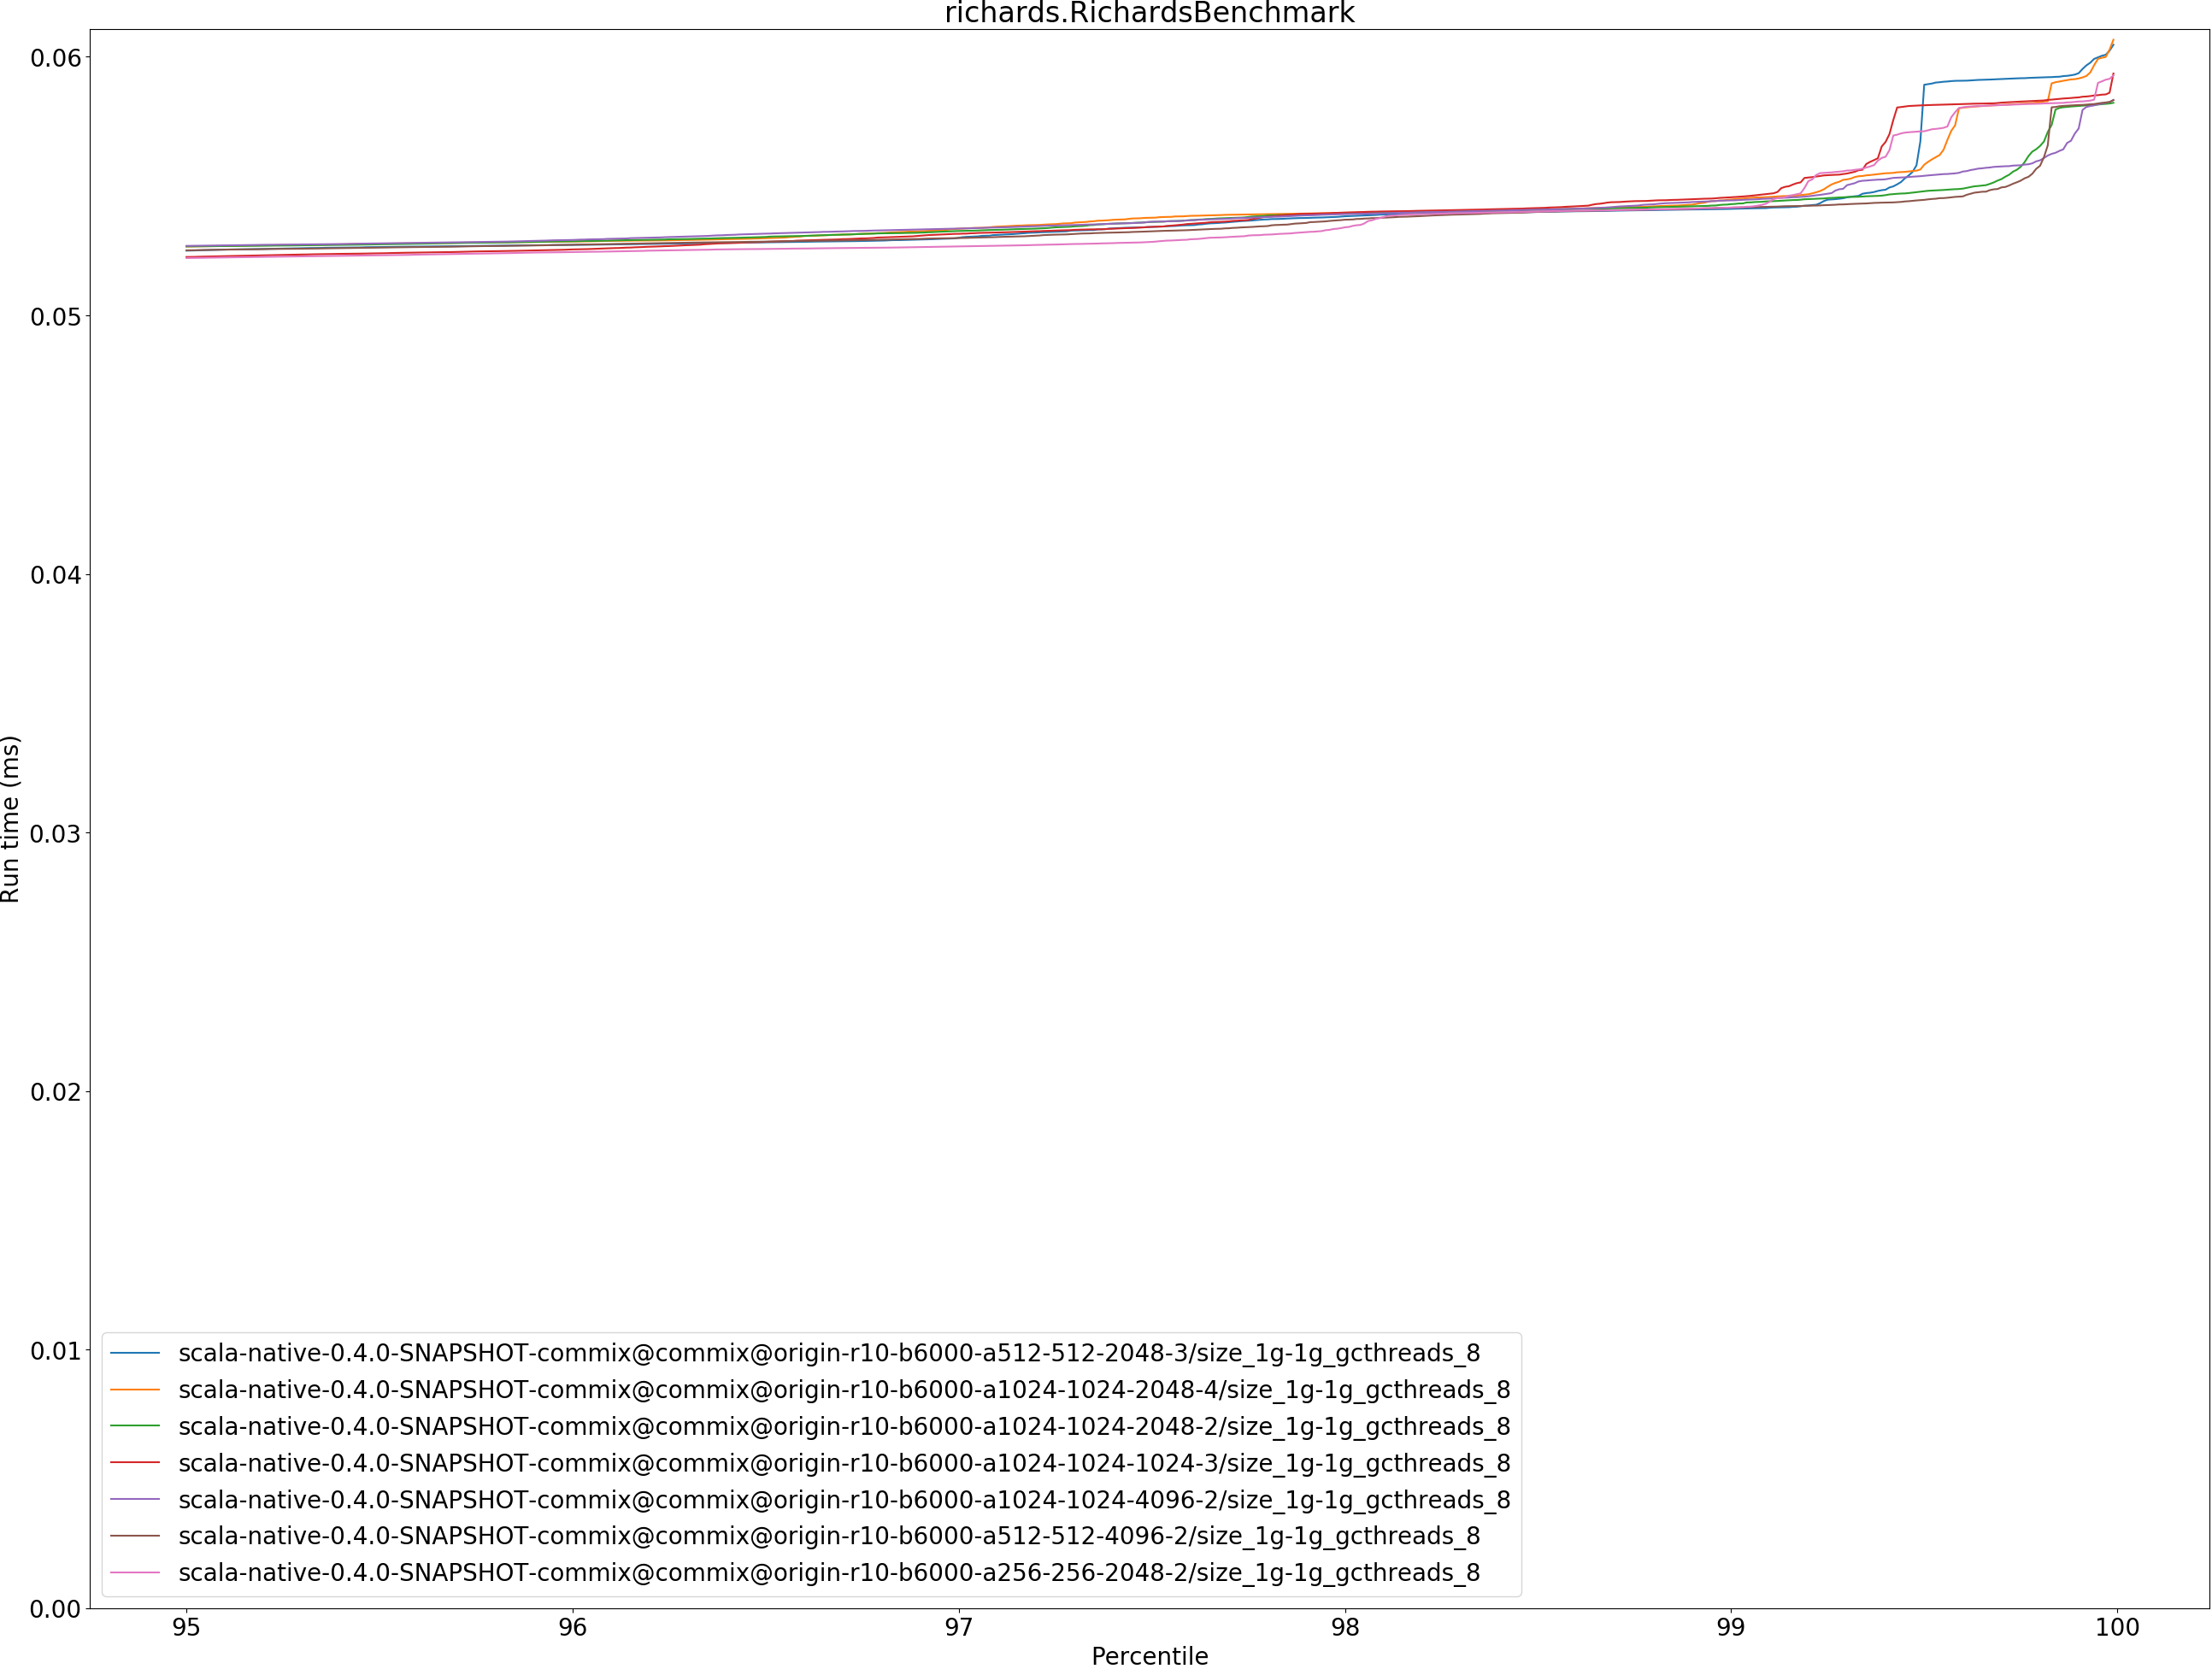 richards.RichardsBenchmark
0.06
0.05
0.04
0.03
0.02
0.01
0.00
Run time (ms)
scala-native-0.4.0-SNAPSHOT-commix@commix@origin-r10-b6000-a512-512-2048-3/size_1g-1g_gcthreads_8
scala-native-0.4.0-SNAPSHOT-commix@commix@origin-r10-b6000-a1024-1024-2048-4/size_1g-1g_gcthreads_8
scala-native-0.4.0-SNAPSHOT-commix@commix@origin-r10-b6000-a1024-1024-2048-2/size_1g-1g_gcthreads_8
scala-native-0.4.0-SNAPSHOT-commix@commix@origin-r10-b6000-a1024-1024-1024-3/size_1g-1g_gcthreads_8
scala-native-0.4.0-SNAPSHOT-commix@commix@origin-r10-b6000-a1024-1024-4096-2/size_1g-1g_gcthreads_8
scala-native-0.4.0-SNAPSHOT-commix@commix@origin-r10-b6000-a512-512-4096-2/size_1g-1g_gcthreads_8
scala-native-0.4.0-SNAPSHOT-commix@commix@origin-r10-b6000-a256-256-2048-2/size_1g-1g_gcthreads_8
95 96 97 98 99 100
Percentile